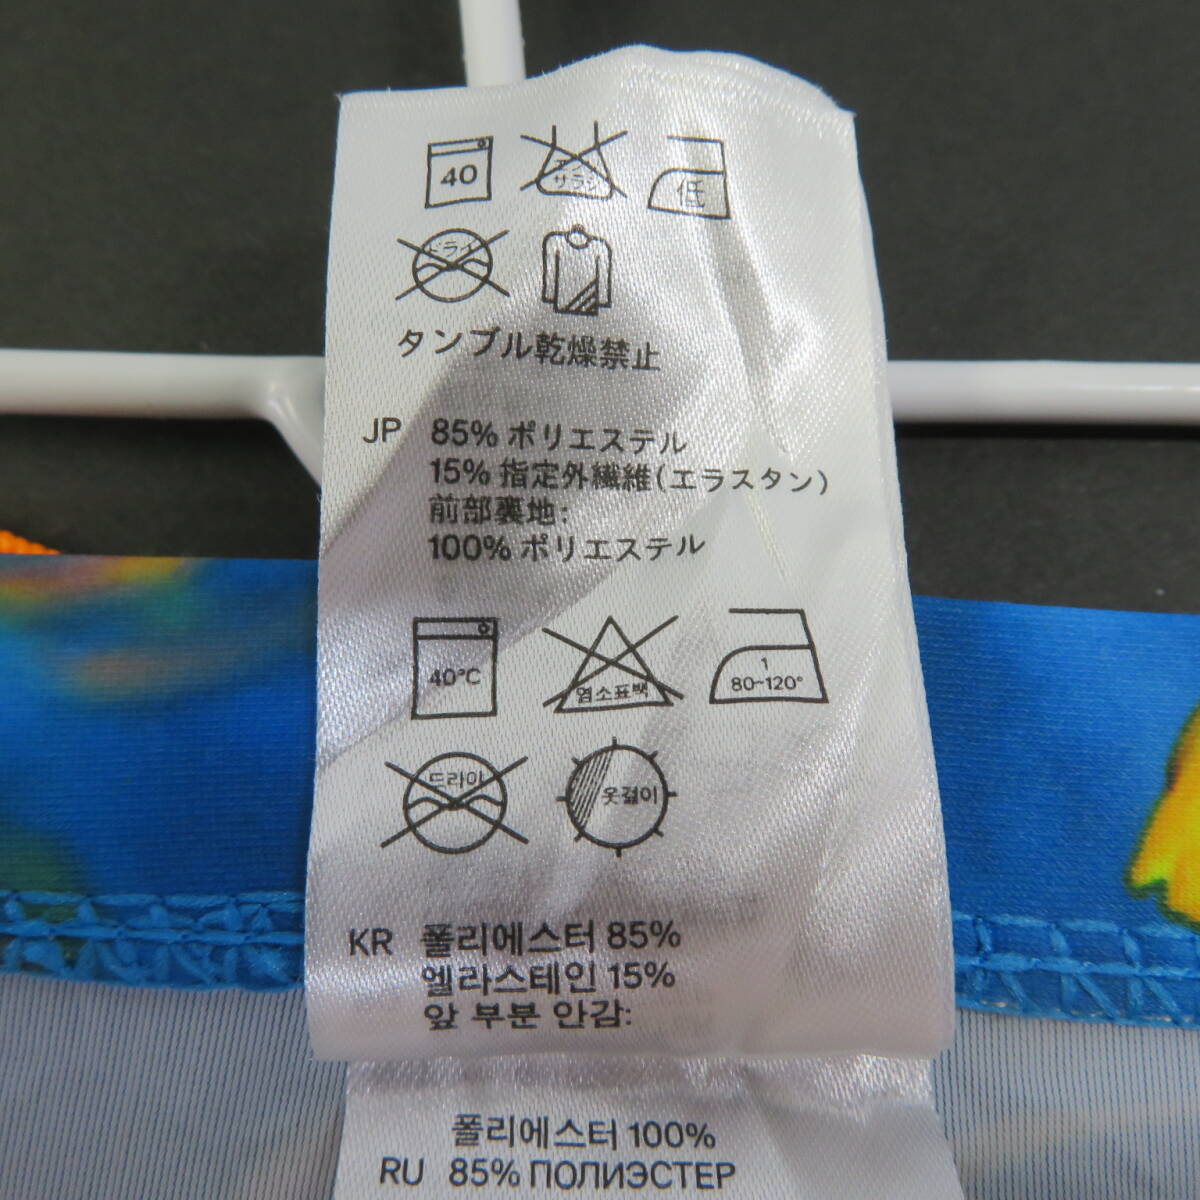 40
エンソ
サラシ
低
ドライ
タンブル乾燥禁止
JP 85% ポリエステル
15% 指定外繊維(エラスタン)
前部裏地:
100% ポリエステル
40°C
염소표백
1
80~120°
드라이
옷걸이
KR 폴리에스터 85%
엘라스테인 15%
앞 부분 안감:
폴리에스터 100%
RU 85% ПОЛИЭСТЕР